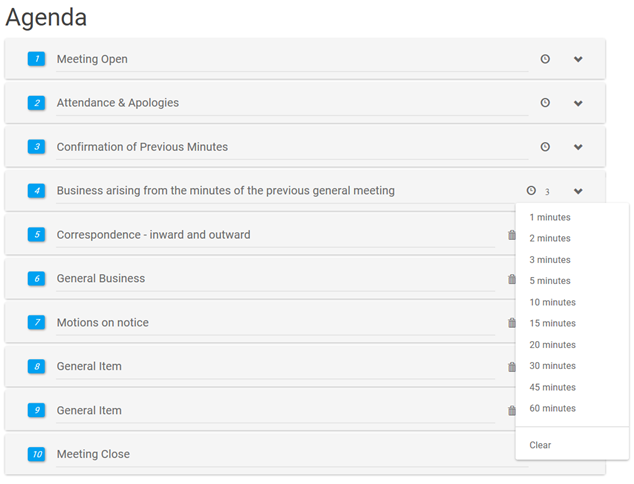 Agenda
1 Meeting Open
2 Attendance & Apologies
3 Confirmation of Previous Minutes
4 Business arising from the minutes of the previous general meeting 3
5 Correspondence - inward and outward
6 General Business
7 Motions on notice
8 General Item
9 General Item
10 Meeting Close
1 minutes
2 minutes
3 minutes
5 minutes
10 minutes
15 minutes
20 minutes
30 minutes
45 minutes
60 minutes
Clear